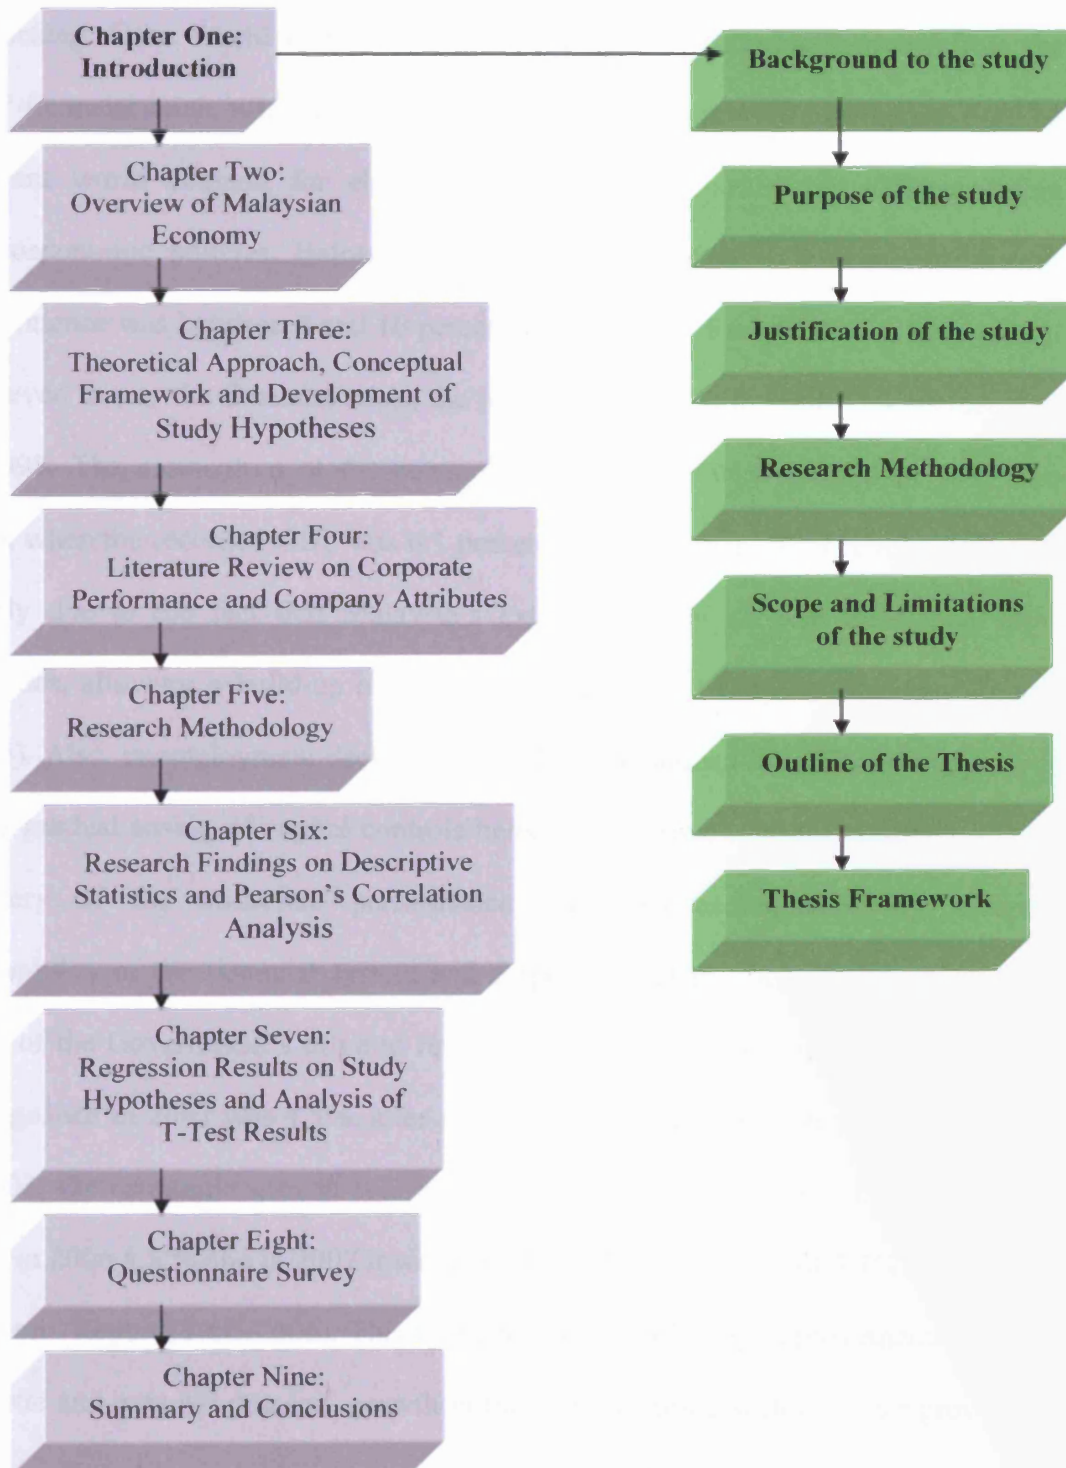 Chapter One:
Introduction
Chapter Two:
Overview of Malaysian
Economy
Chapter Three:
Theoretical Approach, Conceptual
Framework and Development of
Study Hypotheses
Chapter Four:
Literature Review on Corporate
Performance and Company Attributes
Chapter Five:
Research Methodology
Chapter Six:
Research Findings on Descriptive
Statistics and Pearson's Correlation
Analysis
Chapter Seven:
Regression Results on Study
Hypotheses and Analysis of
T-Test Results
Chapter Eight:
Questionnaire Survey
Chapter Nine:
Summary and Conclusions
Background to the study
Purpose of the study
Justification of the study
Research Methodology
Scope and Limitations
of the study
Outline of the Thesis
Thesis Framework